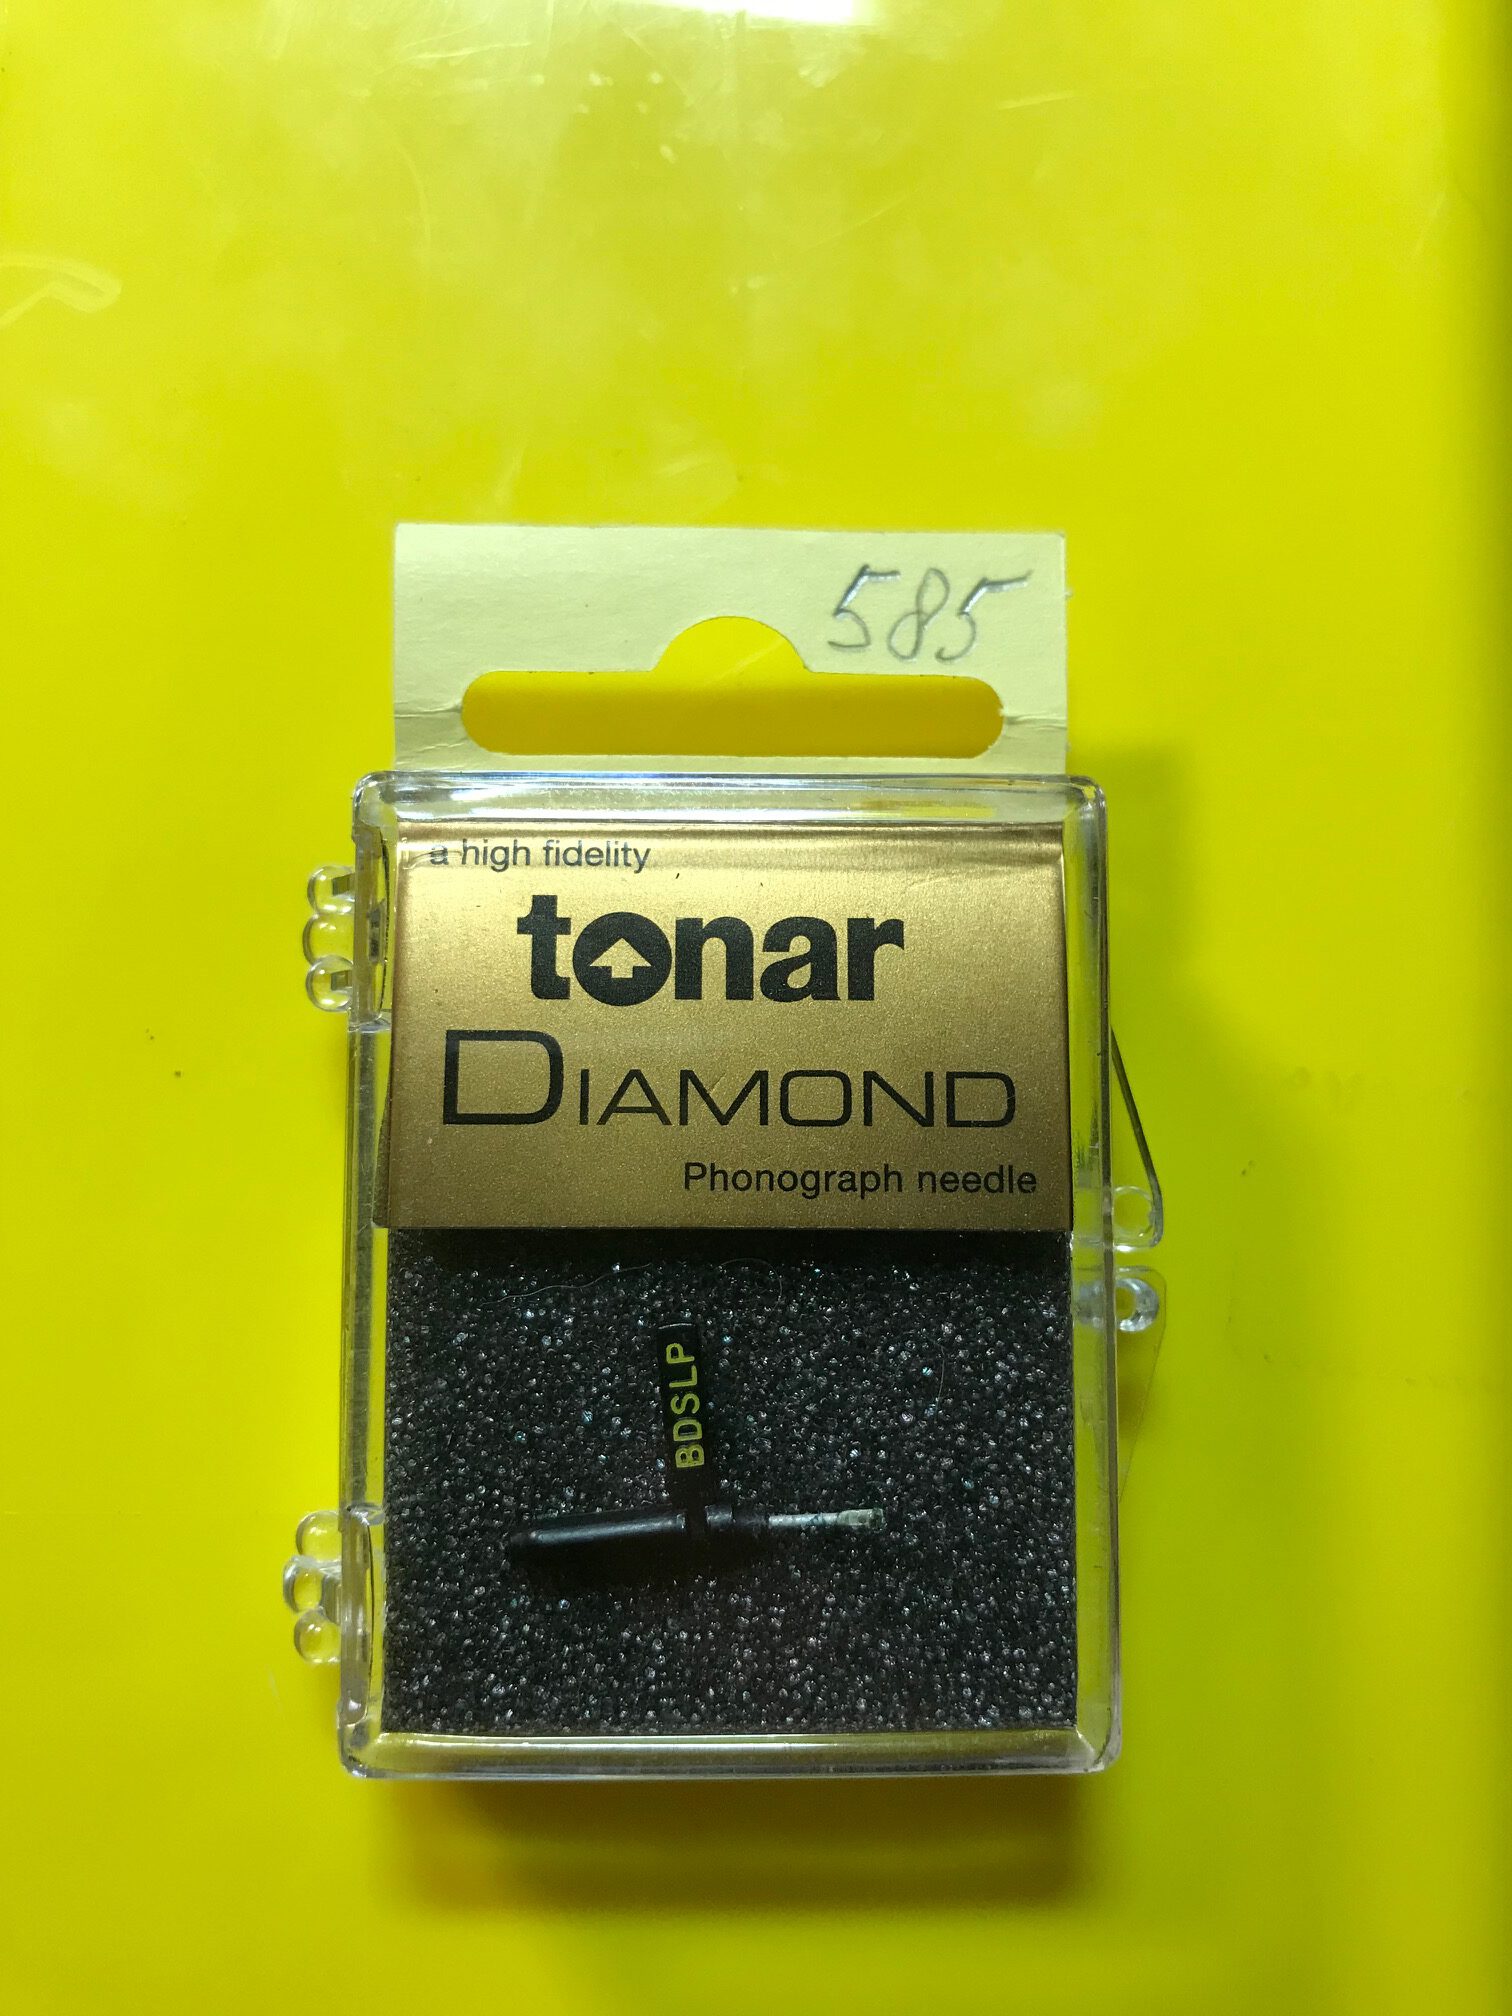 585
a high fidelity
tonar
DIAMOND
Phonograph needle
BDSLP